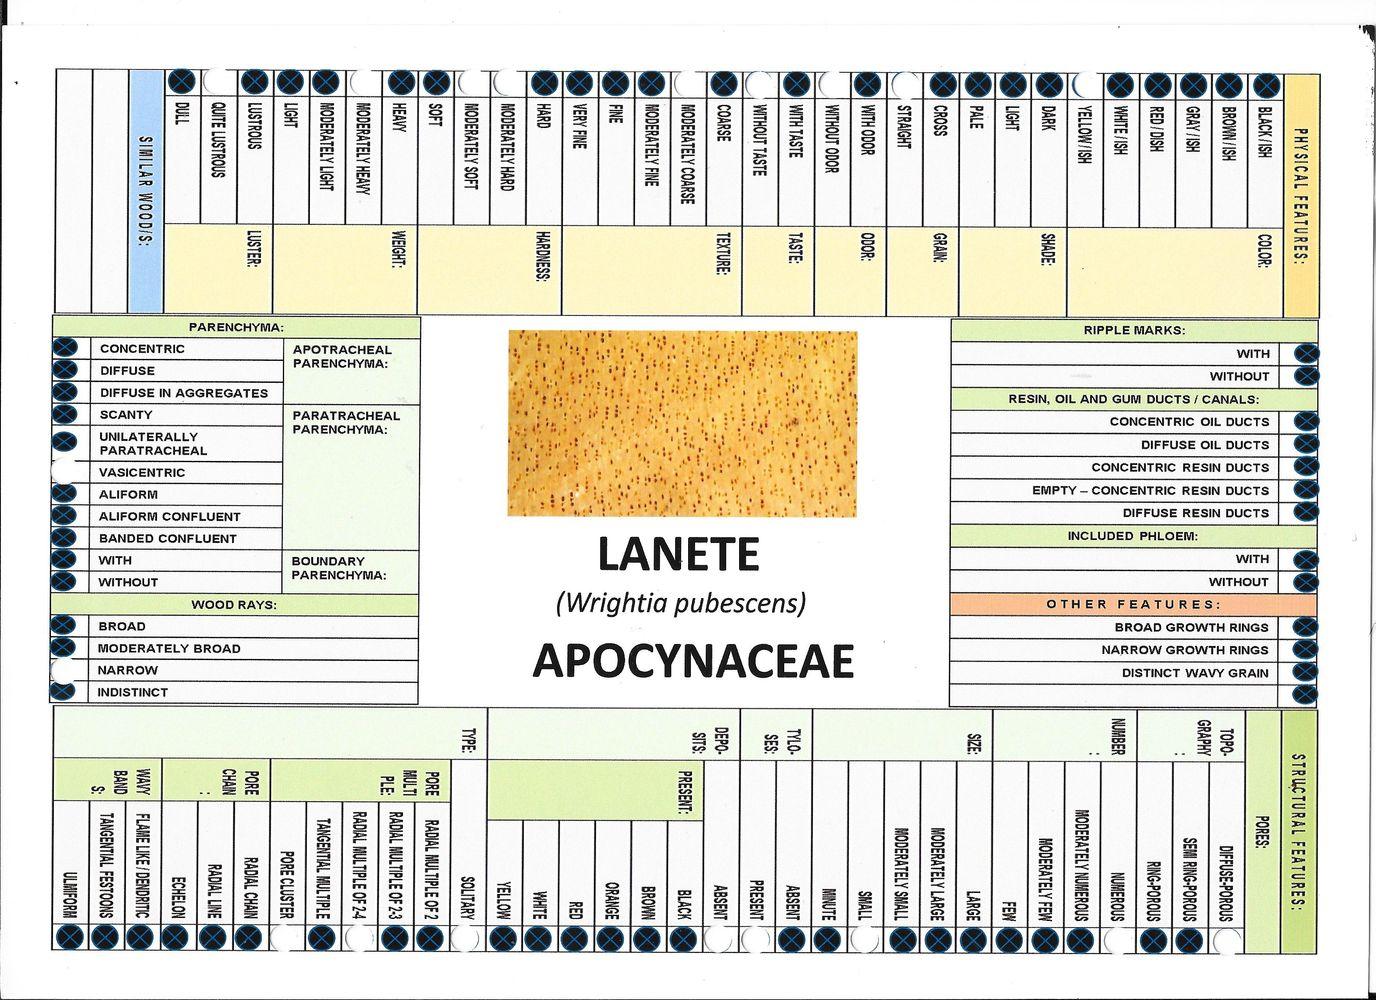 PHYSICAL FEATURES:
COLOR:
BLACK / ISH
BROWN / ISH
GRAY / ISH
RED / DISH
WHITE / ISH
YELLOW / ISH
SHADE:
DARK
LIGHT
PALE
GRAIN:
CROSS
STRAIGHT
ODOR:
WITH ODOR
WITHOUT ODOR
TASTE:
WITH TASTE
WITHOUT TASTE
TEXTURE:
COARSE
MODERATELY COARSE
MODERATELY FINE
FINE
VERY FINE
HARDNESS:
HARD
MODERATELY HARD
MODERATELY SOFT
SOFT
WEIGHT:
HEAVY
MODERATELY HEAVY
MODERATELY LIGHT
LIGHT
LUSTER:
LUSTROUS
QUITE LUSTROUS
DULL
SIMILAR WOOD/S:
PARENCHYMA:
CONCENTRIC
DIFFUSE
DIFFUSE IN AGGREGATES
APOTRACHEAL
PARENCHYMA:
SCANTY
UNILATERALLY
PARATRACHEAL
VASICENTRIC
ALIFORM
ALIFORM CONFLUENT
BANDED CONFLUENT
PARATRACHEAL
PARENCHYMA:
WITH
WITHOUT
BOUNDARY
PARENCHYMA:
WOOD RAYS:
BROAD
MODERATELY BROAD
NARROW
INDISTINCT
LANETE
(Wrightia pubescens)
APOCYNACEAE
RIPPLE MARKS:
WITH
WITHOUT
RESIN, OIL AND GUM DUCTS / CANALS:
CONCENTRIC OIL DUCTS
DIFFUSE OIL DUCTS
CONCENTRIC RESIN DUCTS
EMPTY – CONCENTRIC RESIN DUCTS
DIFFUSE RESIN DUCTS
INCLUDED PHLOEM:
WITH
WITHOUT
OTHER FEATURES:
BROAD GROWTH RINGS
NARROW GROWTH RINGS
DISTINCT WAVY GRAIN
STRUCTURAL FEATURES:
PORES:
TOPO-
GRAPHY
:
DIFFUSE-POROUS
SEMI RING-POROUS
RING-POROUS
NUMBER
:
NUMEROUS
MODERATELY NUMEROUS
MODERATELY FEW
FEW
SIZE:
LARGE
MODERATELY LARGE
MODERATELY SMALL
SMALL
MINUTE
TYLO-
SES:
ABSENT
PRESENT
DEPO-
SITS:
ABSENT
PRESENT:
BLACK
BROWN
ORANGE
RED
WHITE
YELLOW
TYPE:
SOLITARY
PORE
MULTI
PLE:
RADIAL MULTIPLE OF 2
RADIAL MULTIPLE OF 2-3
RADIAL MULTIPLE OF 2-4
TANGENTIAL MULTIPLE
PORE CLUSTER
PORE
CHAIN
:
RADIAL CHAIN
RADIAL LINE
ECHELON
WAVY
BAND
S:
FLAME LIKE / DENDRITIC
TANGENTIAL FESTOONS
ULMIFORM